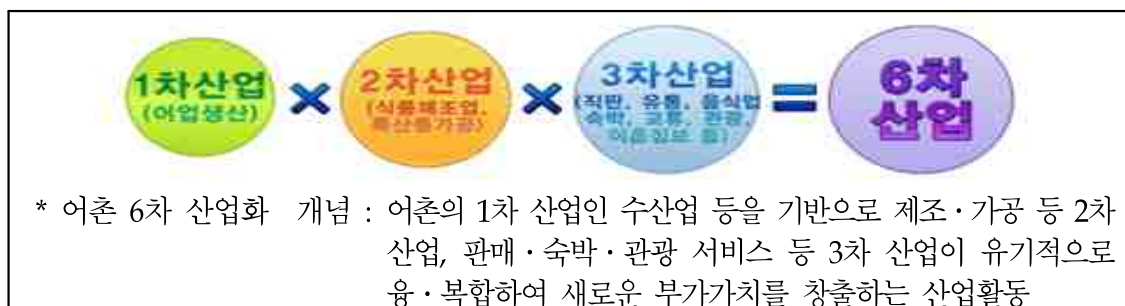 1차산업
(어업생산)
×
2차산업
(식품제조업,
특산물가공)
×
3차산업
(직판, 유통, 음식업
숙박, 교통, 관광,
=
6차
산업
* 어촌 6차 산업화 개념 : 어촌의 1차 산업인 수산업 등을 기반으로 제조·가공 등 2차
산업, 판매·숙박·관광 서비스 등 3차 산업이 유기적으로
융·복합하여 새로운 부가가치를 창출하는 산업활동